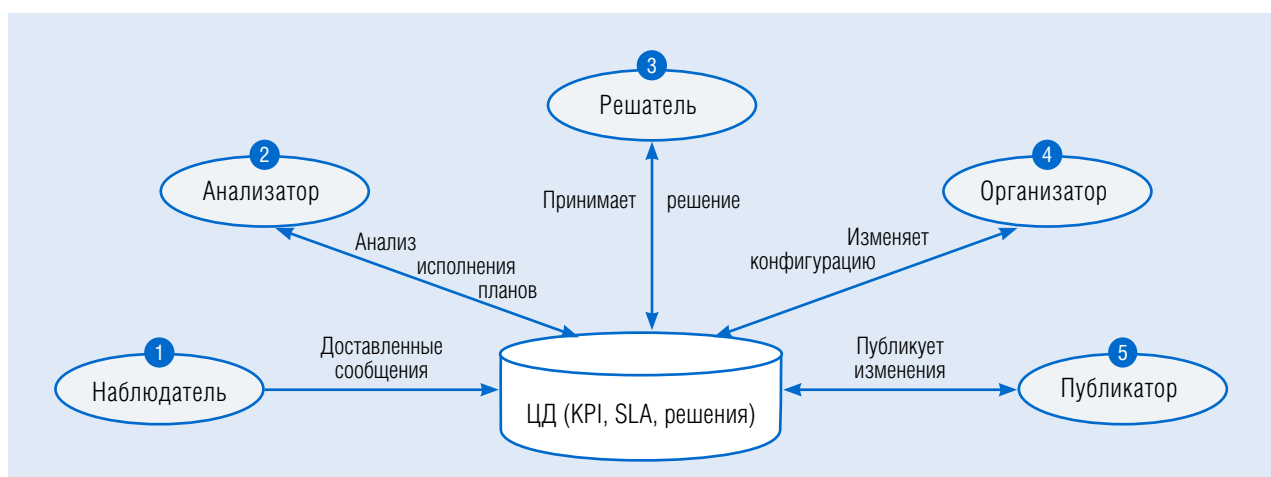 3
Решатель
2
Анализатор
4
Организатор
Принимает решение
Анализ
исполнения
планов
Изменяет
конфигурацию
1
Наблюдатель
Доставленные
сообщения
ЦД (KPI, SLA, решения)
Публикует
изменения
5
Публикатор